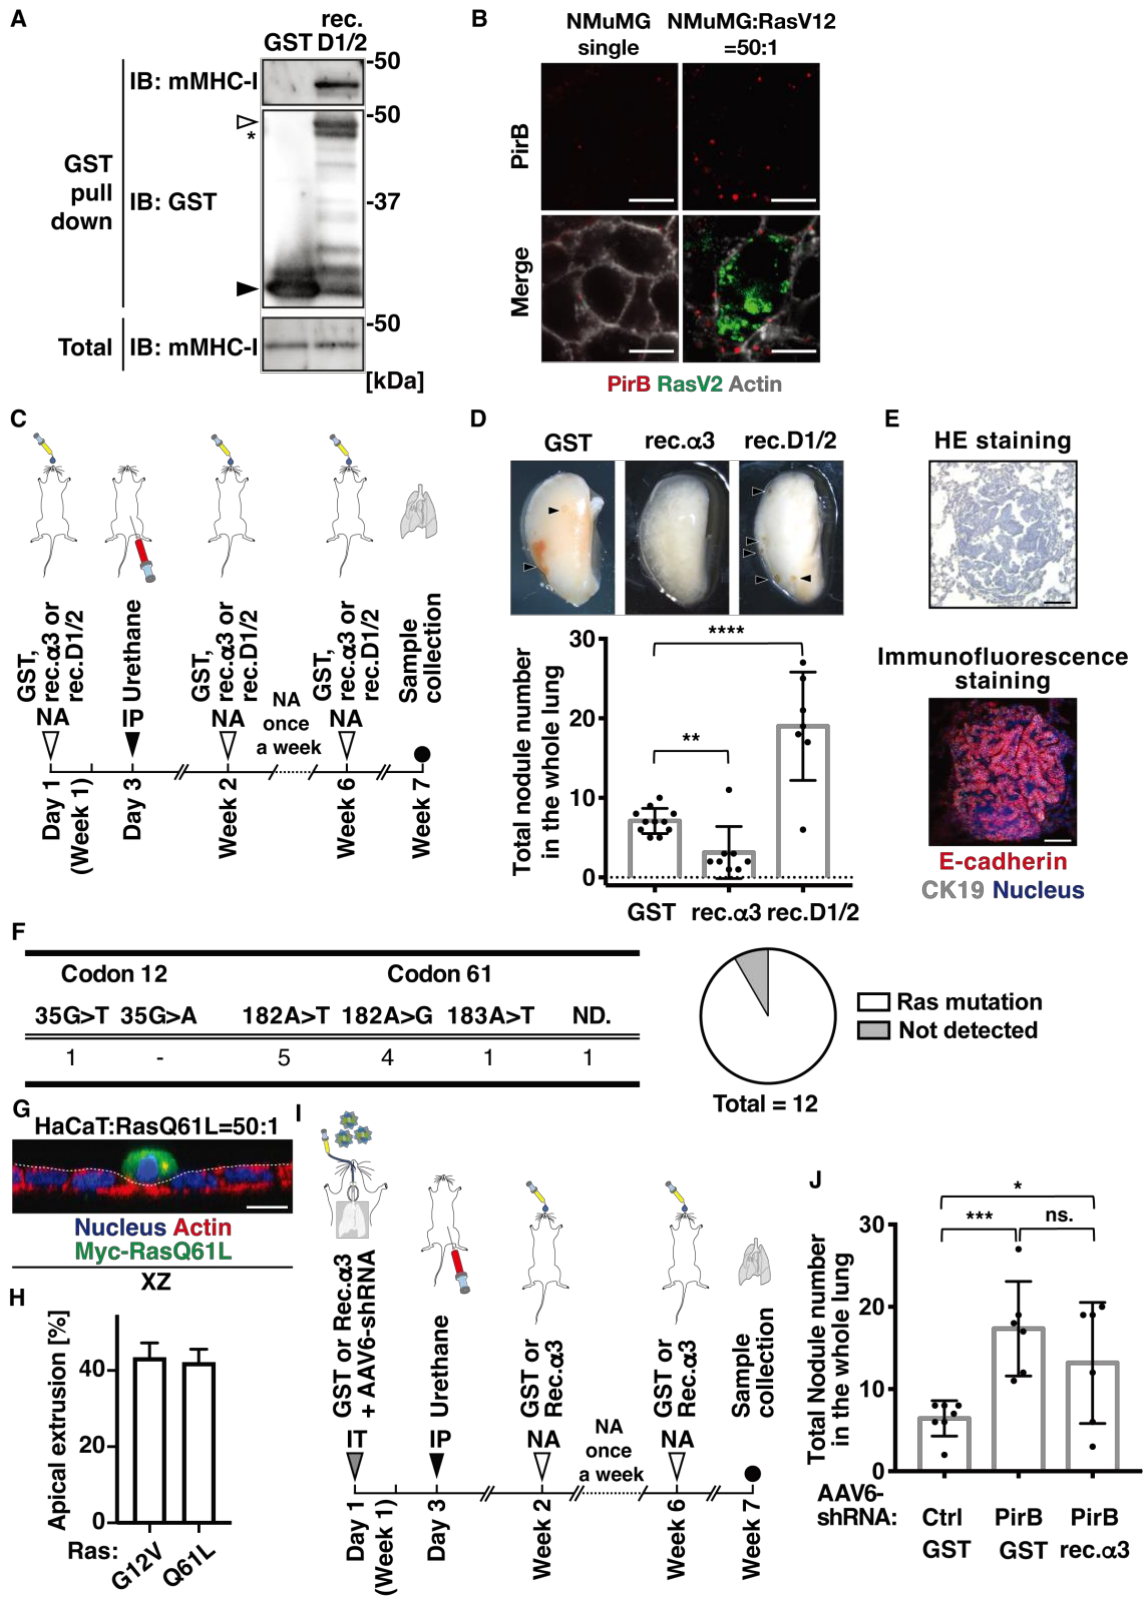 A
GST
rec.
D1/2
GST
pull
down
IB: mMHC-I
-50
IB: GST
*
-50
-37
Total
IB: mMHC-I
-50
[kDa]
B
NMuMG
single
NMuMG:RasV12
=50:1
PirB
Merge
PirB RasV2 Actin
C
GST,
rec.α3 or
rec.D1/2
NA
Urethane
IP
GST,
rec.α3 or
rec.D1/2
NA
NA
once
a week
GST,
rec.α3 or
rec.D1/2
NA
Sample
collection
Day 1
(Week 1)
Day 3
Week 2
Week 6
Week 7
D
GST
rec.α3
rec.D1/2
Total nodule number
in the whole lung
30
20
10
0
****
**
GST rec.α3 rec.D1/2
E
HE staining
Immunofluorescence
staining
E-cadherin
CK19 Nucleus
F
Codon 12
Codon 61
35G>T 35G>A 182A>T 182A>G 183A>T ND.
1 - 5 4 1 1
Ras mutation
Not detected
Total = 12
G
HaCaT:RasQ61L=50:1
Nucleus Actin
Myc-RasQ61L
XZ
H
Apical extrusion [%]
40
20
0
Ras:
G12V
Q61L
I
GST or Rec.α3
+ AAV6-shRNA
IT
Urethane
IP
GST or
Rec.α3
NA
NA
once
a week
GST or
Rec.α3
NA
Sample
collection
Day 1
(Week 1)
Day 3
Week 2
Week 6
Week 7
J
Total Nodule number
in the whole lung
30
20
10
0
*
***
ns.
AAV6-
shRNA:
Ctrl PirB PirB
GST GST rec.α3